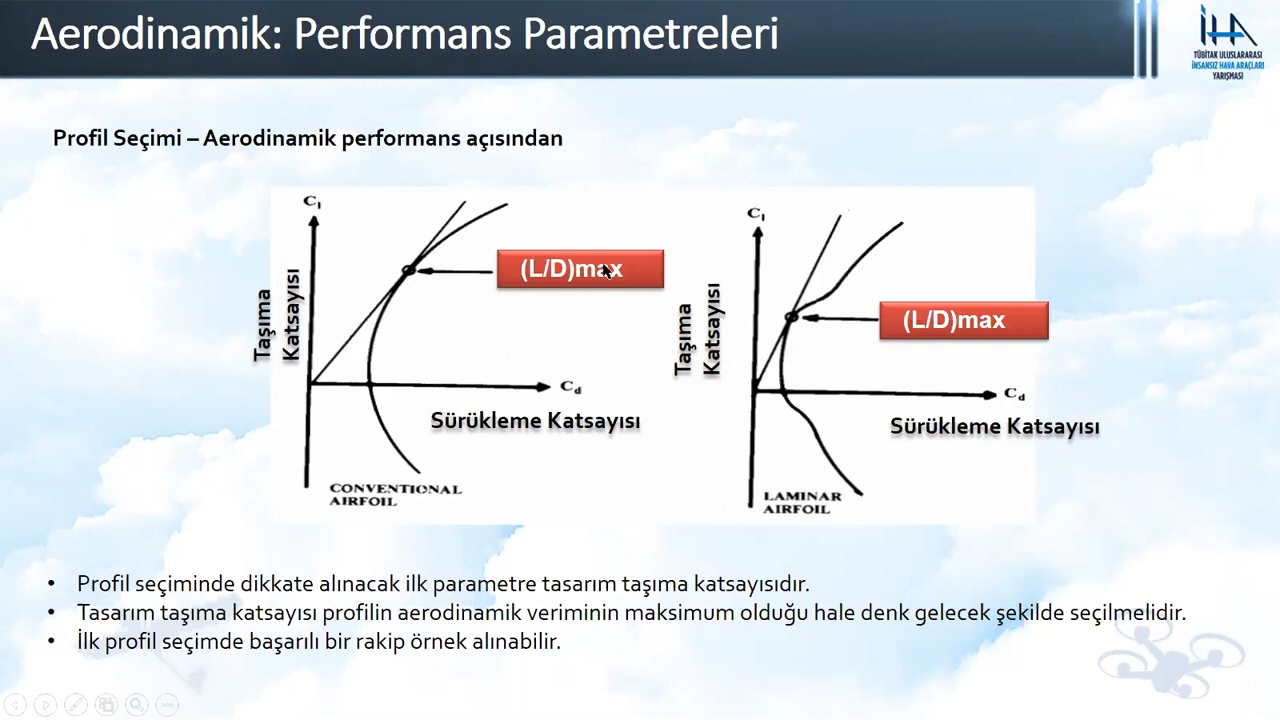 Aerodinamik: Performans Parametreleri
İHA
TÜBİTAK ULUSLARARASI
İNSANSIZ HAVA ARAÇLARI
YARIŞMASI
Profil Seçimi – Aerodinamik performans açısından
Cl
(L/D)max
Taşıma
Katsayısı
Cd
Sürükleme Katsayısı
CONVENTIONAL
AIRFOIL
Cl
(L/D)max
Taşıma
Katsayısı
Cd
Sürükleme Katsayısı
LAMINAR
AIRFOIL
• Profil seçiminde dikkate alınacak ilk parametre tasarım taşıma katsayısıdır.
• Tasarım taşıma katsayısı profilin aerodinamik veriminin maksimum olduğu hale denk gelecek şekilde seçilmelidir.
• İlk profil seçimde başarılı bir rakip örnek alınabilir.